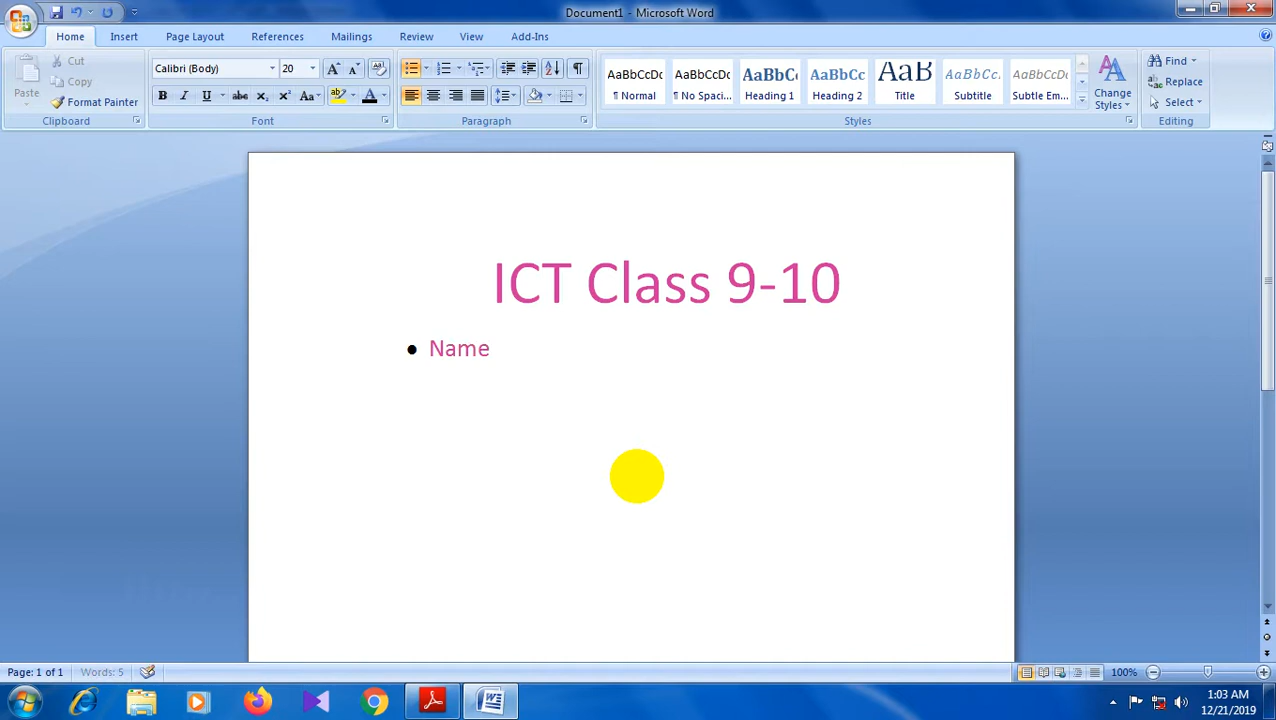 Document1 - Microsoft Word
Home Insert Page Layout References Mailings Review View Add-Ins
Paste
Cut
Copy
Format Painter
Clipboard
Calibri (Body) 20
Font
Paragraph
AaBbCcDc AaBbCcDc AaBbCc AaBbCc AaB AaBbCc. AaBbCcDc
¶ Normal ¶ No Spaci... Heading 1 Heading 2 Title Subtitle Subtle Em...
Change Styles
Styles
Find
Replace
Select
Editing
ICT Class 9-10
• Name
Page: 1 of 1 Words: 5 100%
1:03 AM
12/21/2019